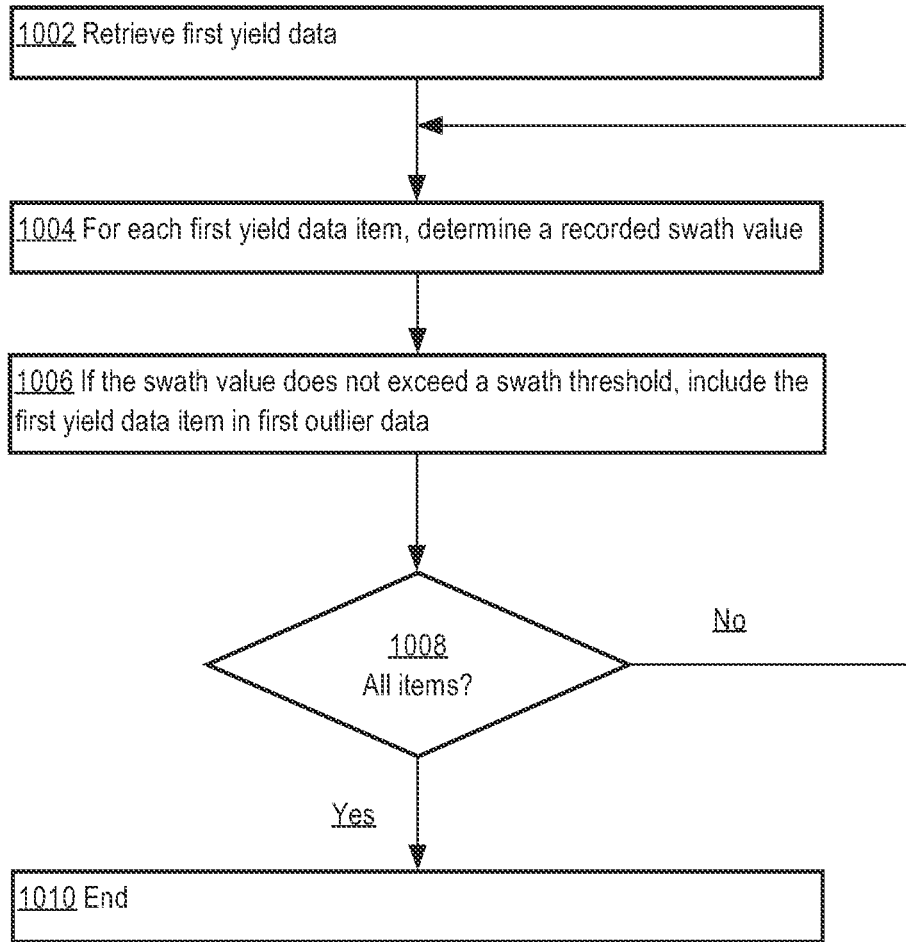 1002 Retrieve first yield data
1004 For each first yield data item, determine a recorded swath value
1006 If the swath value does not exceed a swath threshold, include the
first yield data item in first outlier data
1008
All items?
No
Yes
1010 End